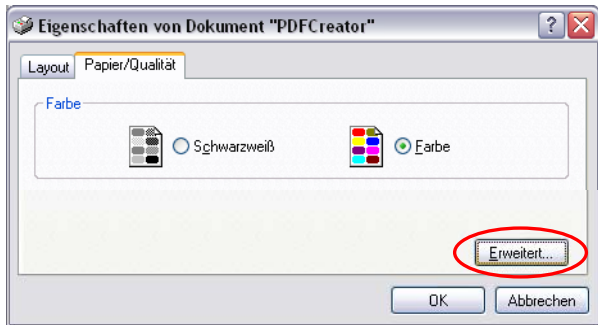 Eigenschaften von Dokument "PDFCreator"
Layout Papier/Qualität
Farbe
Schwarzweiß Farbe
Erweitert...
OK Abbrechen